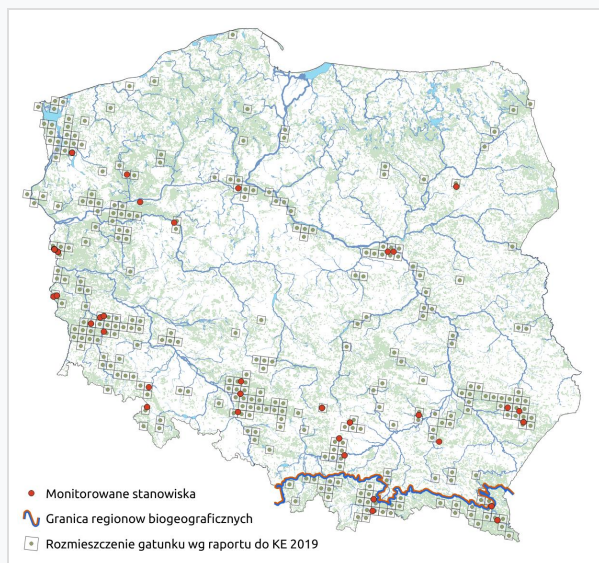 Monitorowane stanowiska
Granica regionow biogeograficznych
Rozmieszczenie gatunku wg raportu do KE 2019